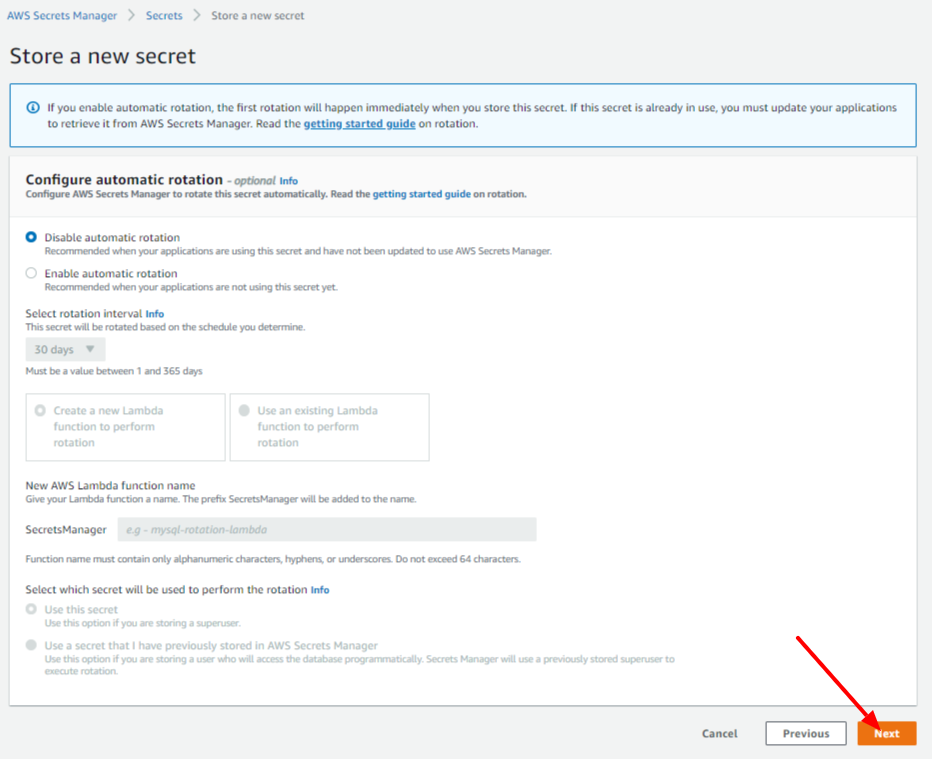 AWS Secrets Manager > Secrets > Store a new secret
Store a new secret
If you enable automatic rotation, the first rotation will happen immediately when you store this secret. If this secret is already in use, you must update your applications
to retrieve it from AWS Secrets Manager. Read the getting started guide on rotation.
Configure automatic rotation - optional Info
Configure AWS Secrets Manager to rotate this secret automatically. Read the getting started guide on rotation.
Disable automatic rotation
Recommended when your applications are using this secret and have not been updated to use AWS Secrets Manager.
Enable automatic rotation
Recommended when your applications are not using this secret yet.
Select rotation interval Info
This secret will be rotated based on the schedule you determine.
30 days
Must be a value between 1 and 365 days
Create a new Lambda
function to perform
rotation
Use an existing Lambda
function to perform
rotation
New AWS Lambda function name
Give your Lambda function a name. The prefix SecretsManager will be added to the name.
SecretsManager e.g - mysql-rotation-lambda
Function name must contain only alphanumeric characters, hyphens, or underscores. Do not exceed 64 characters.
Select which secret will be used to perform the rotation Info
Use this secret
Use this option if you are storing a superuser.
Use a secret that I have previously stored in AWS Secrets Manager
Use this option if you are storing a user who will access the database programmatically. Secrets Manager will use a previously stored superuser to
execute rotation.
Cancel Previous Next